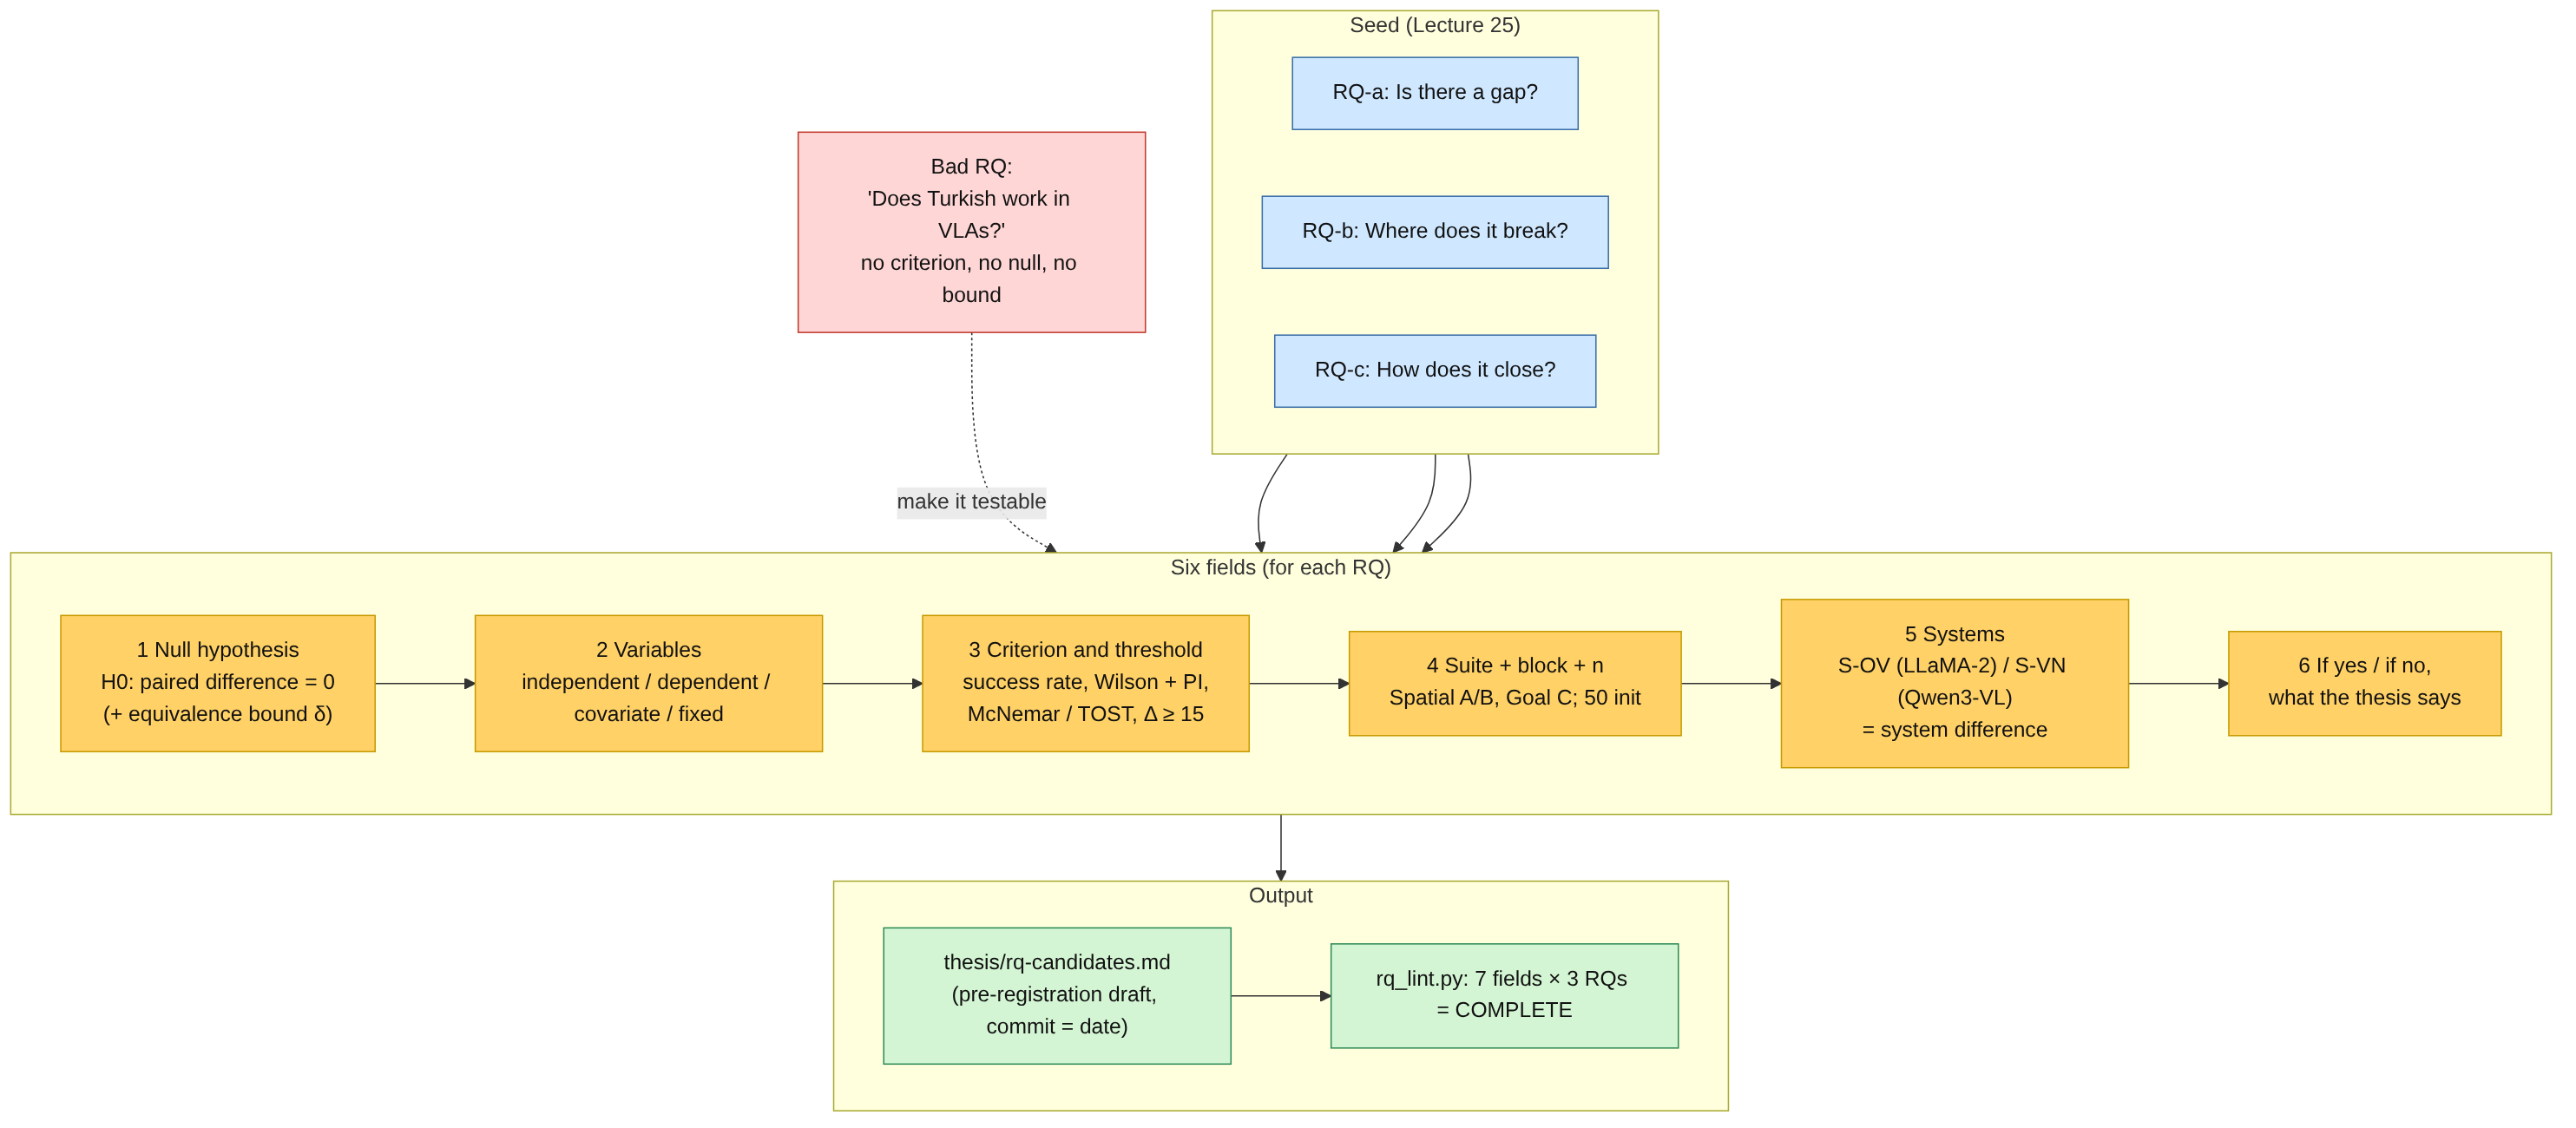 Seed (Lecture 25)
RQ-a: Is there a gap?
RQ-b: Where does it break?
RQ-c: How does it close?
Bad RQ:
'Does Turkish work in
VLAs?'
no criterion, no null, no
bound
make it testable
Six fields (for each RQ)
1 Null hypothesis
H0: paired difference = 0
(+ equivalence bound δ)
2 Variables
independent / dependent /
covariate / fixed
3 Criterion and threshold
success rate, Wilson + PI,
McNemar / TOST, Δ ≥ 15
4 Suite + block + n
Spatial A/B, Goal C; 50 init
5 Systems
S-OV (LLaMA-2) / S-VN
(Qwen3-VL)
= system difference
6 If yes / if no,
what the thesis says
Output
thesis/rq-candidates.md
(pre-registration draft,
commit = date)
rq_lint.py: 7 fields × 3 RQs
= COMPLETE